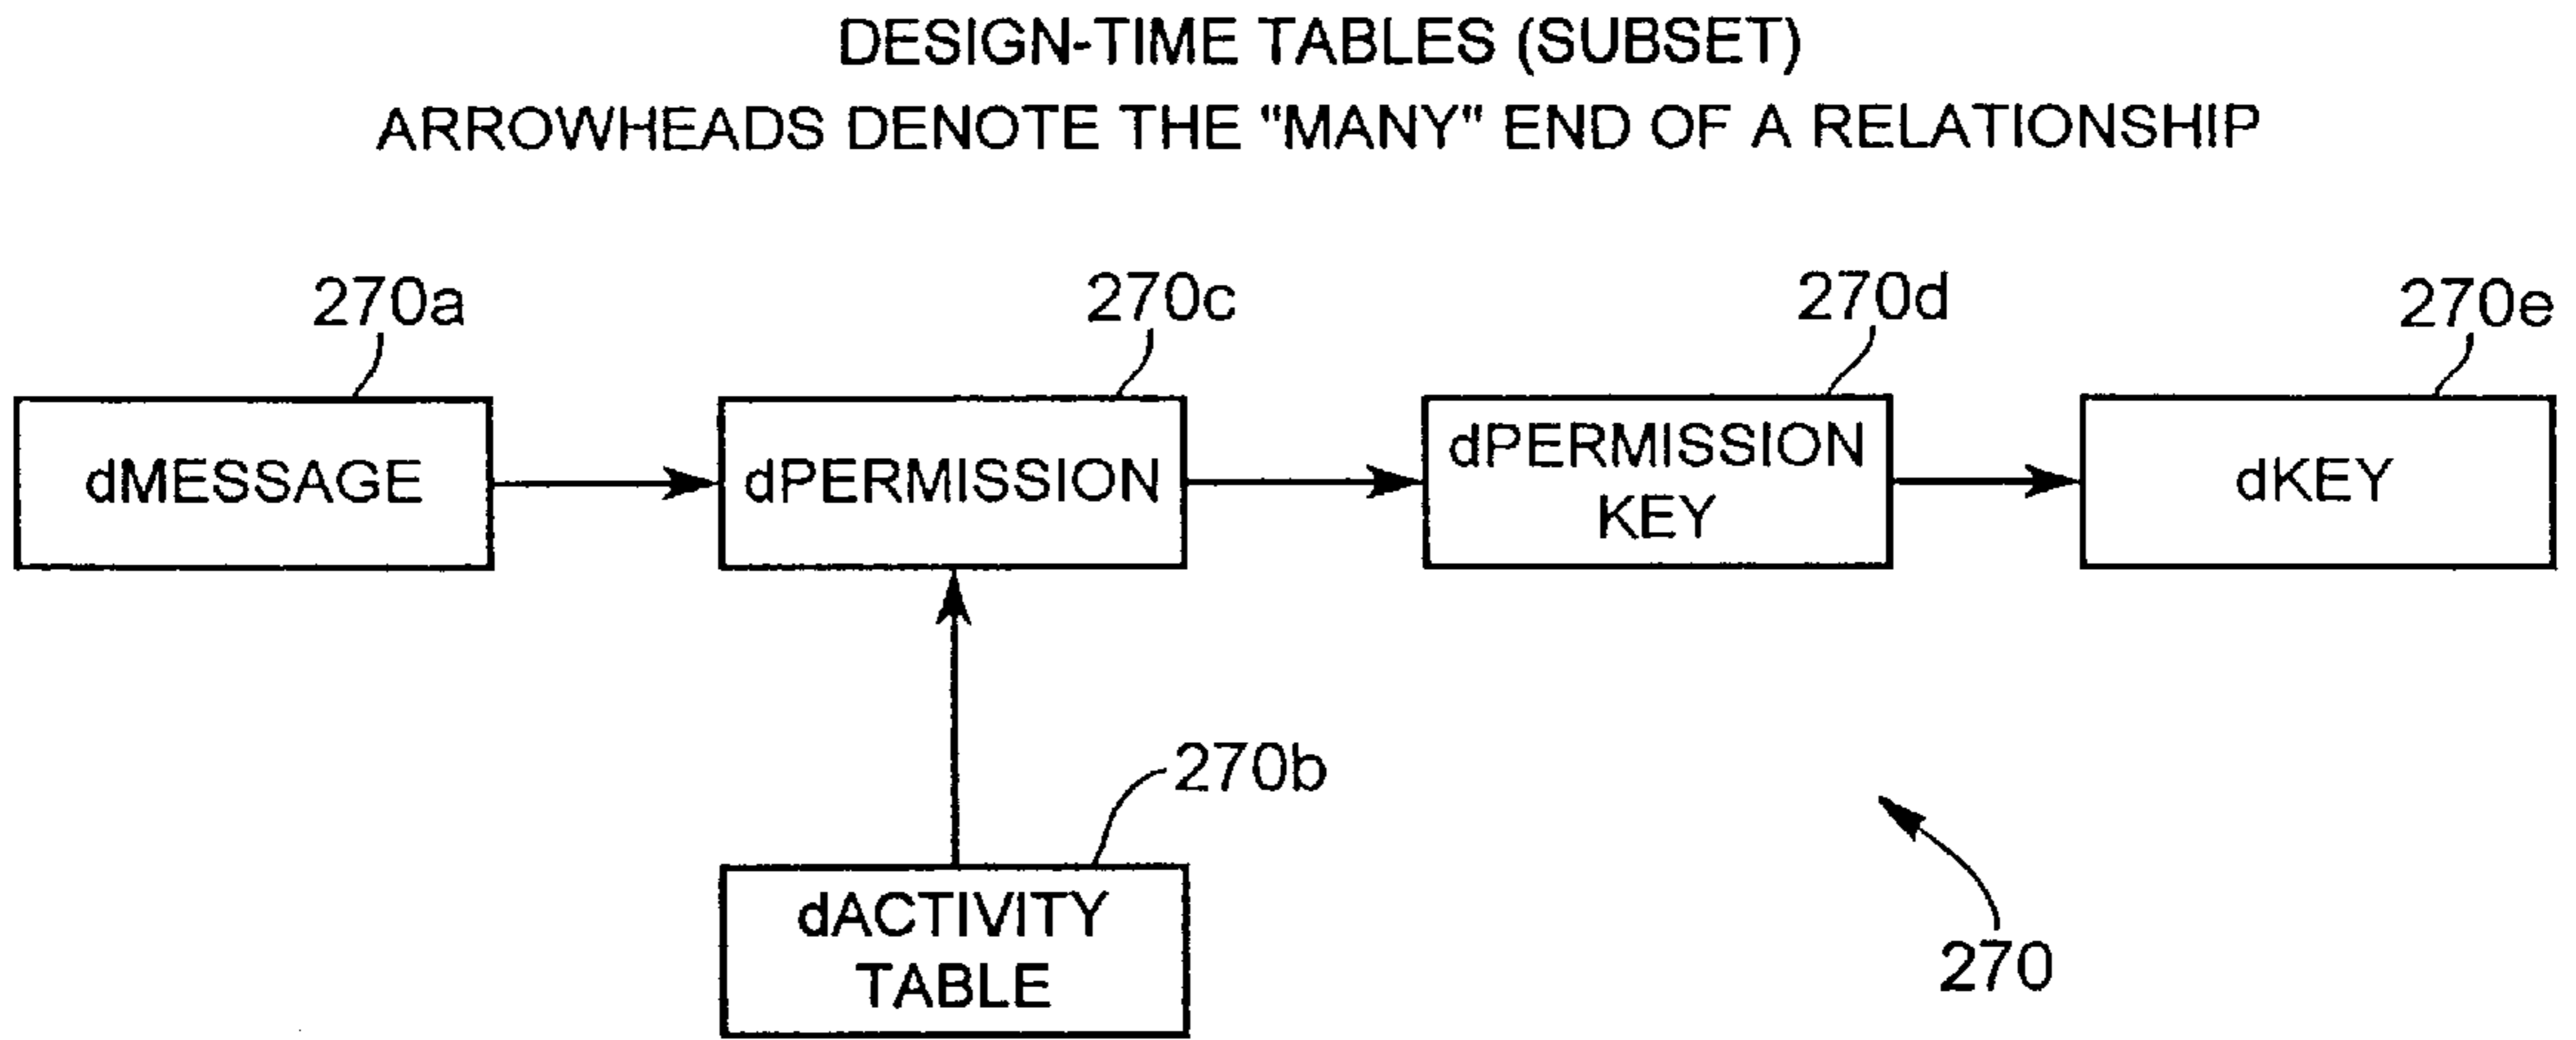 DESIGN-TIME TABLES (SUBSET)
ARROWHEADS DENOTE THE "MANY" END OF A RELATIONSHIP
270a
270c
270d
270e
dMESSAGE
dPERMISSION
dPERMISSION
KEY
dKEY
270b
dACTIVITY
TABLE
270